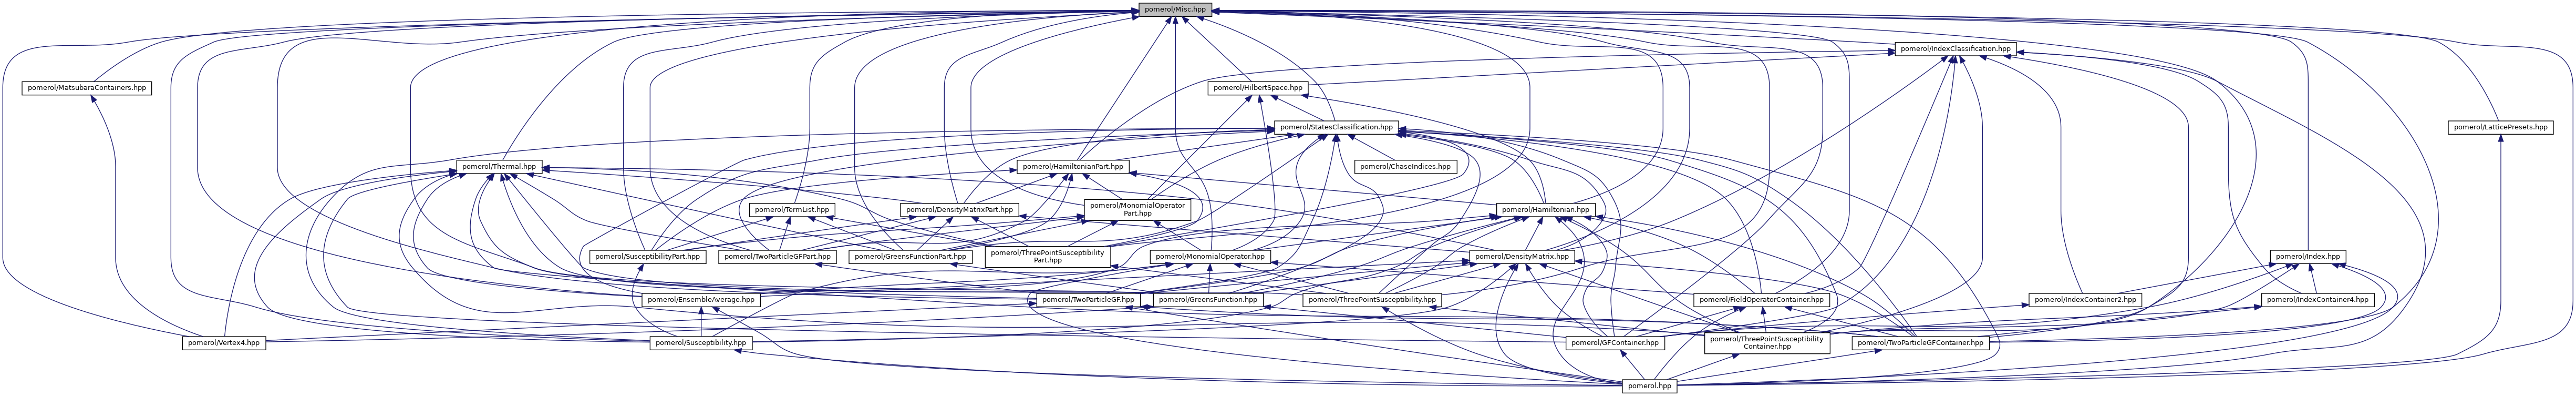 pomerol/Misc.hpp
pomerol/IndexClassification.hpp
pomerol/MatsubaraContainers.hpp
pomerol/HilbertSpace.hpp
pomerol/StatesClassification.hpp
pomerol/LatticePresets.hpp
pomerol/Thermal.hpp
pomerol/HamiltonianPart.hpp
pomerol/ChaseIndices.hpp
pomerol/TermList.hpp
pomerol/DensityMatrixPart.hpp
pomerol/MonomialOperator
Part.hpp
pomerol/Hamiltonian.hpp
pomerol/SusceptibilityPart.hpp
pomerol/TwoParticleGFPart.hpp
pomerol/GreensFunctionPart.hpp
pomerol/ThreePointSusceptibility
Part.hpp
pomerol/MonomialOperator.hpp
pomerol/DensityMatrix.hpp
pomerol/Index.hpp
pomerol/EnsembleAverage.hpp
pomerol/TwoParticleGF.hpp
pomerol/GreensFunction.hpp
pomerol/ThreePointSusceptibility.hpp
pomerol/FieldOperatorContainer.hpp
pomerol/IndexContainer2.hpp
pomerol/IndexContainer4.hpp
pomerol/Vertex4.hpp
pomerol/Susceptibility.hpp
pomerol/GFContainer.hpp
pomerol/ThreePointSusceptibility
Container.hpp
pomerol/TwoParticleGFContainer.hpp
pomerol.hpp